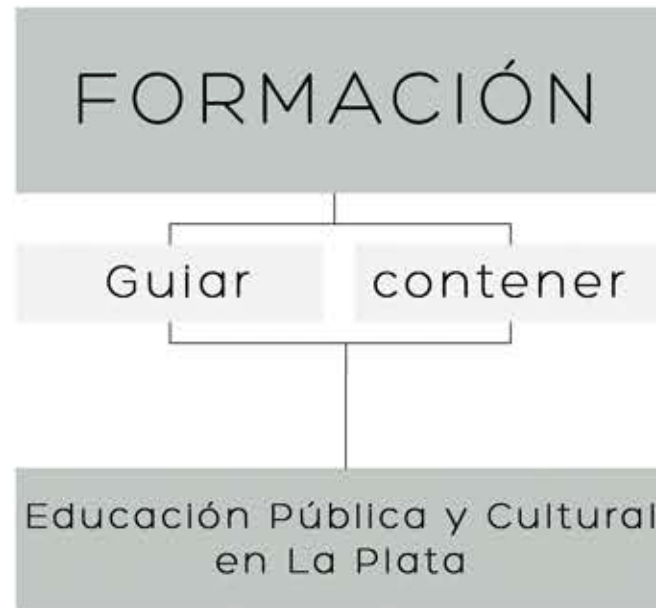 FORMACIÓN
Guiar
contener
Educación Pública y Cultural
en La Plata